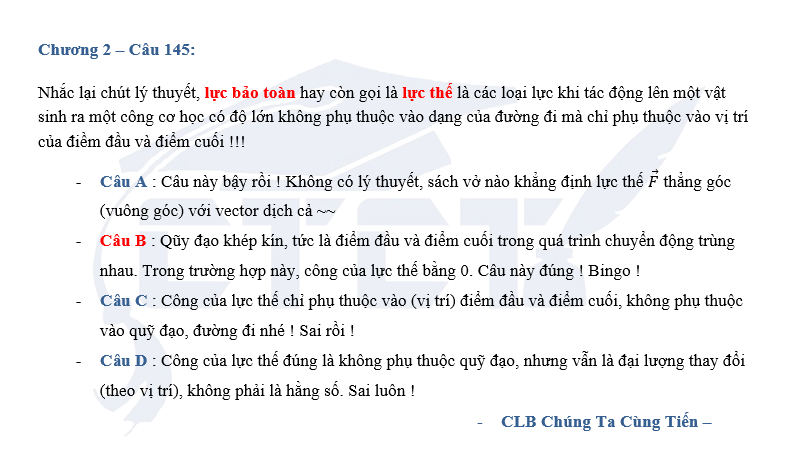 Chương 2 – Câu 145:
Nhắc lại chút lý thuyết, lực bảo toàn hay còn gọi là lực thế là các loại lực khi tác động lên một vật
sinh ra một công cơ học có độ lớn không phụ thuộc vào dạng của đường đi mà chỉ phụ thuộc vào vị trí
của điểm đầu và điểm cuối !!!
- Câu A : Câu này bậy rồi ! Không có lý thuyết, sách vở nào khẳng định lực thế F⃗ thẳng góc
(vuông góc) với vector dịch cả ~~
- Câu B : Qũy đạo khép kín, tức là điểm đầu và điểm cuối trong quá trình chuyển động trùng
nhau. Trong trường hợp này, công của lực thế bằng 0. Câu này đúng ! Bingo !
- Câu C : Công của lực thế chỉ phụ thuộc vào (vị trí) điểm đầu và điểm cuối, không phụ thuộc
vào quỹ đạo, đường đi nhé ! Sai rồi !
- Câu D : Công của lực thế đúng là không phụ thuộc quỹ đạo, nhưng vẫn là đại lượng thay đổi
(theo vị trí), không phải là hằng số. Sai luôn !
- CLB Chúng Ta Cùng Tiến –
CTCT